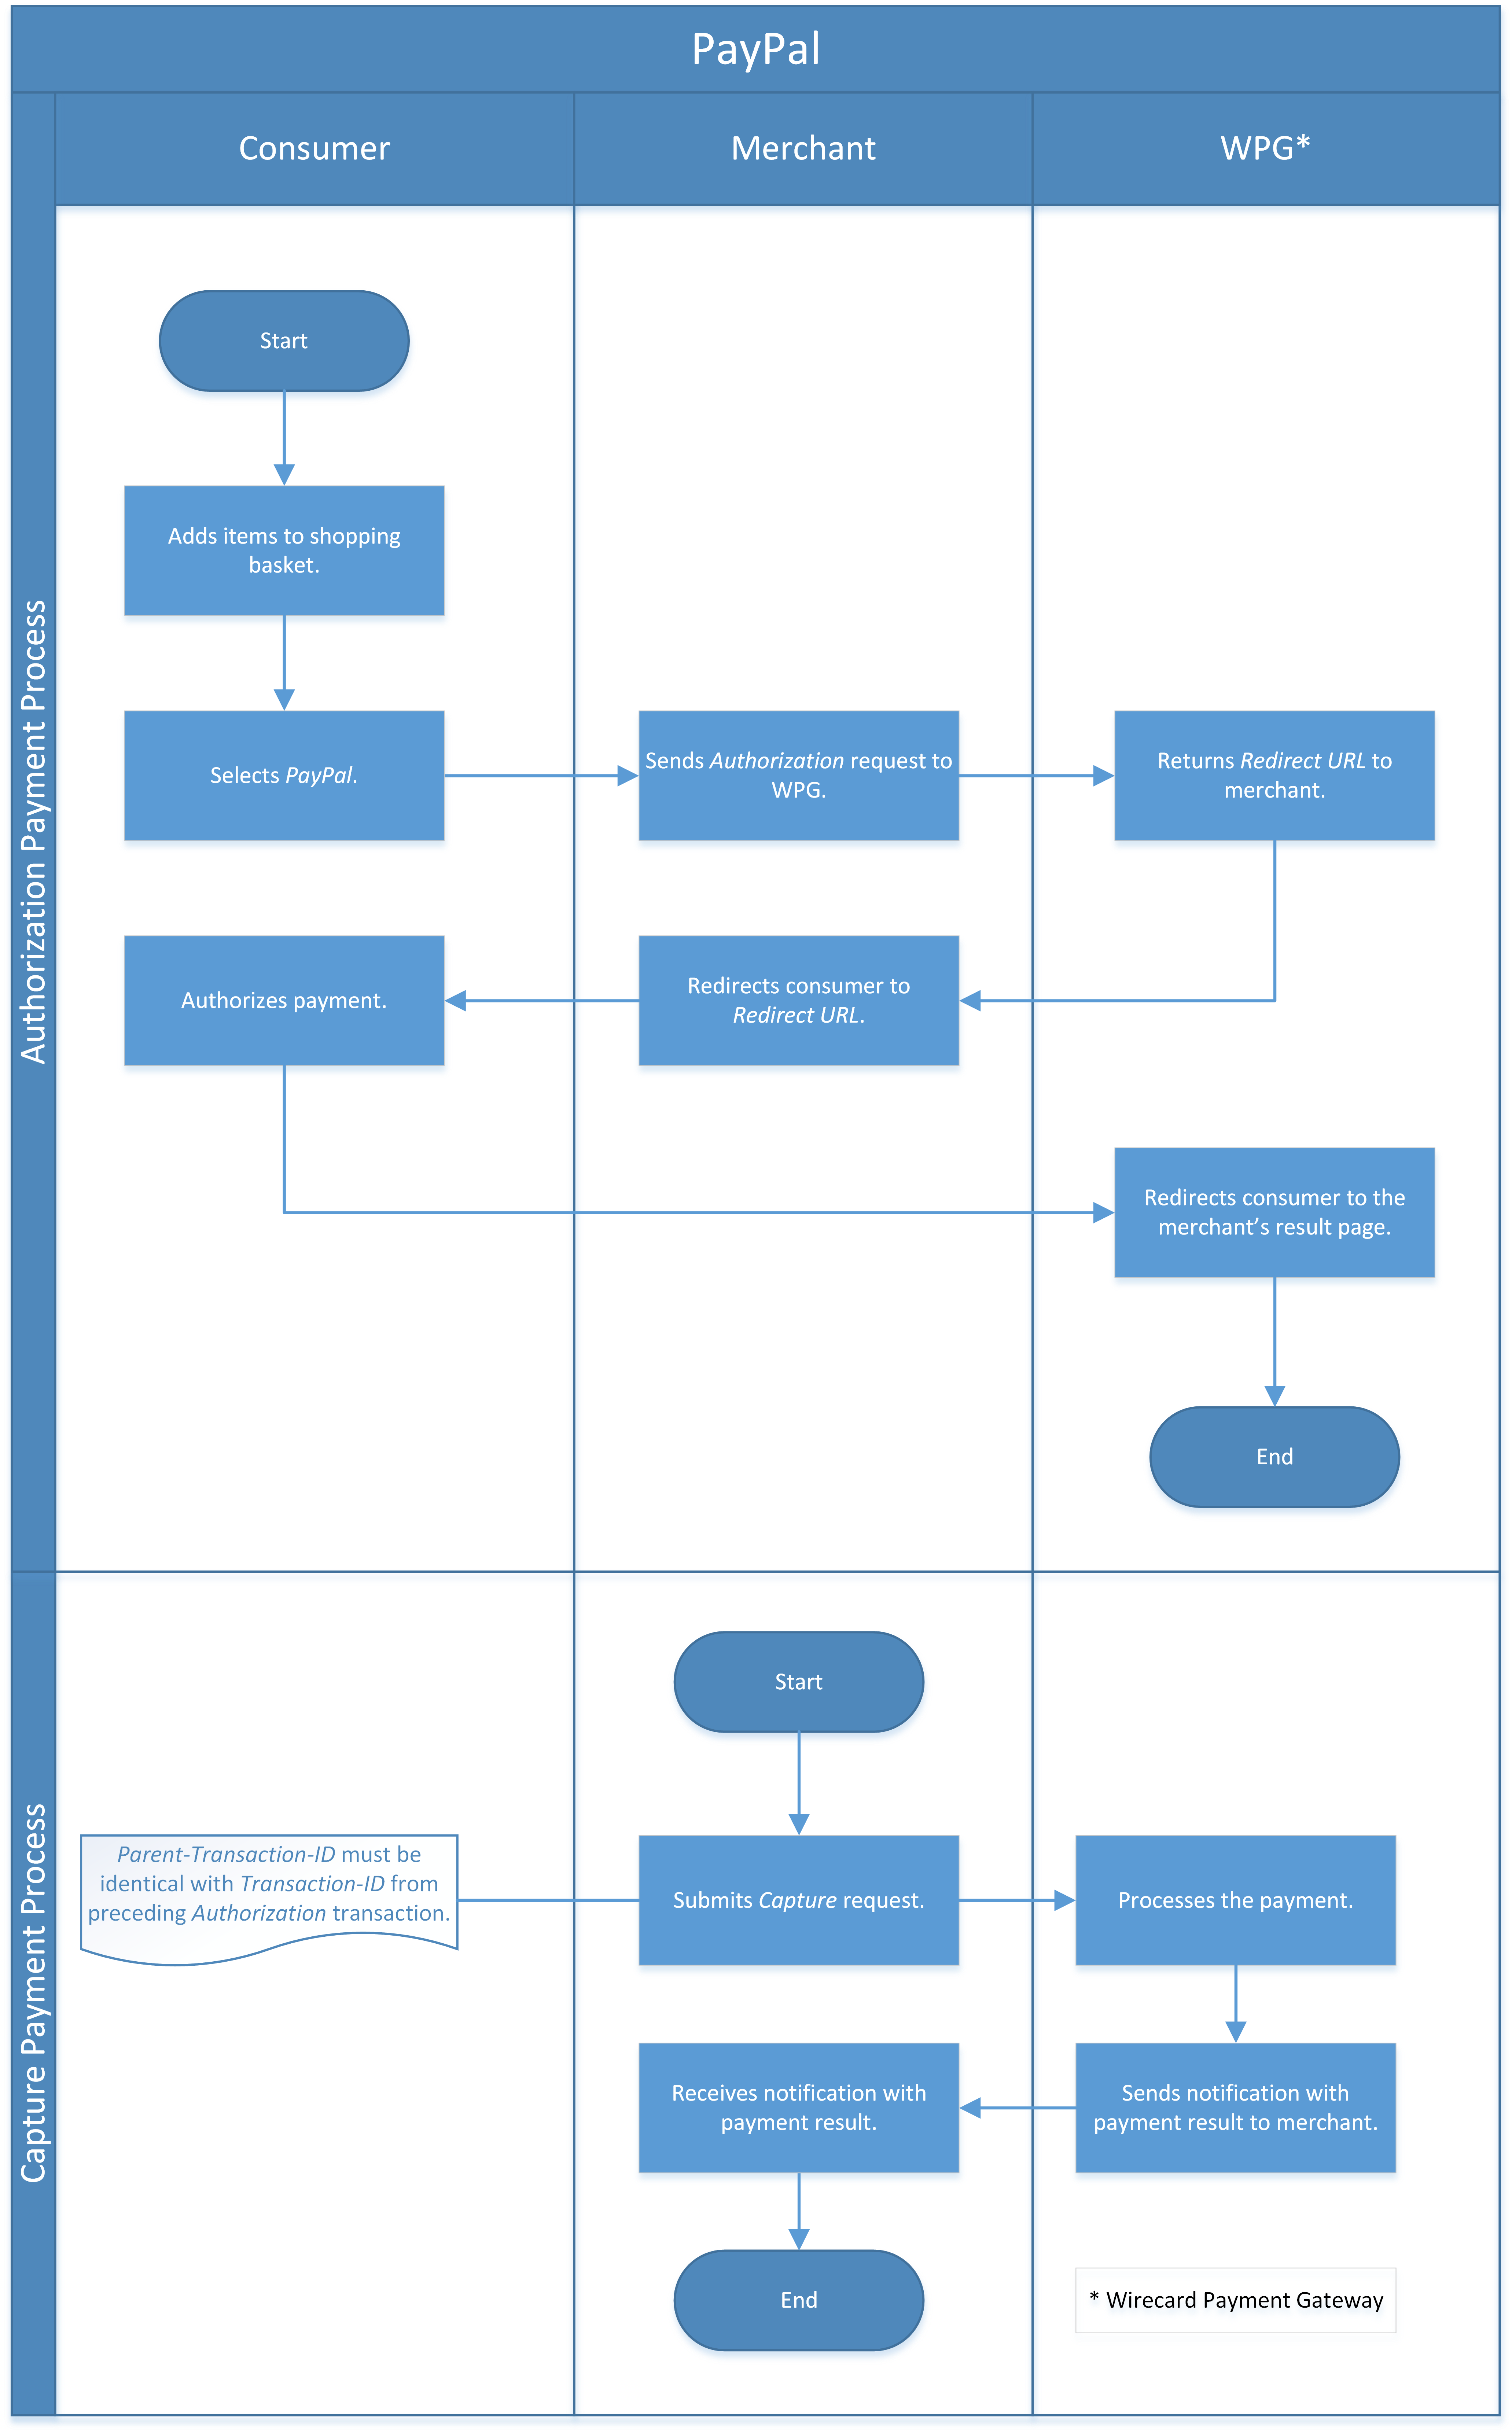 PayPal
Consumer
Merchant
WPG*
Authorization Payment Process
Start
Adds items to shopping
basket.
Selects PayPal.
Sends Authorization request to
WPG.
Returns Redirect URL to
merchant.
Authorizes payment.
Redirects consumer to
Redirect URL.
Redirects consumer to the
merchant’s result page.
End
Capture Payment Process
Start
Parent-Transaction-ID must be
identical with Transaction-ID from
preceding Authorization transaction.
Submits Capture request.
Processes the payment.
Receives notification with
payment result.
Sends notification with
payment result to merchant.
End
* Wirecard Payment Gateway